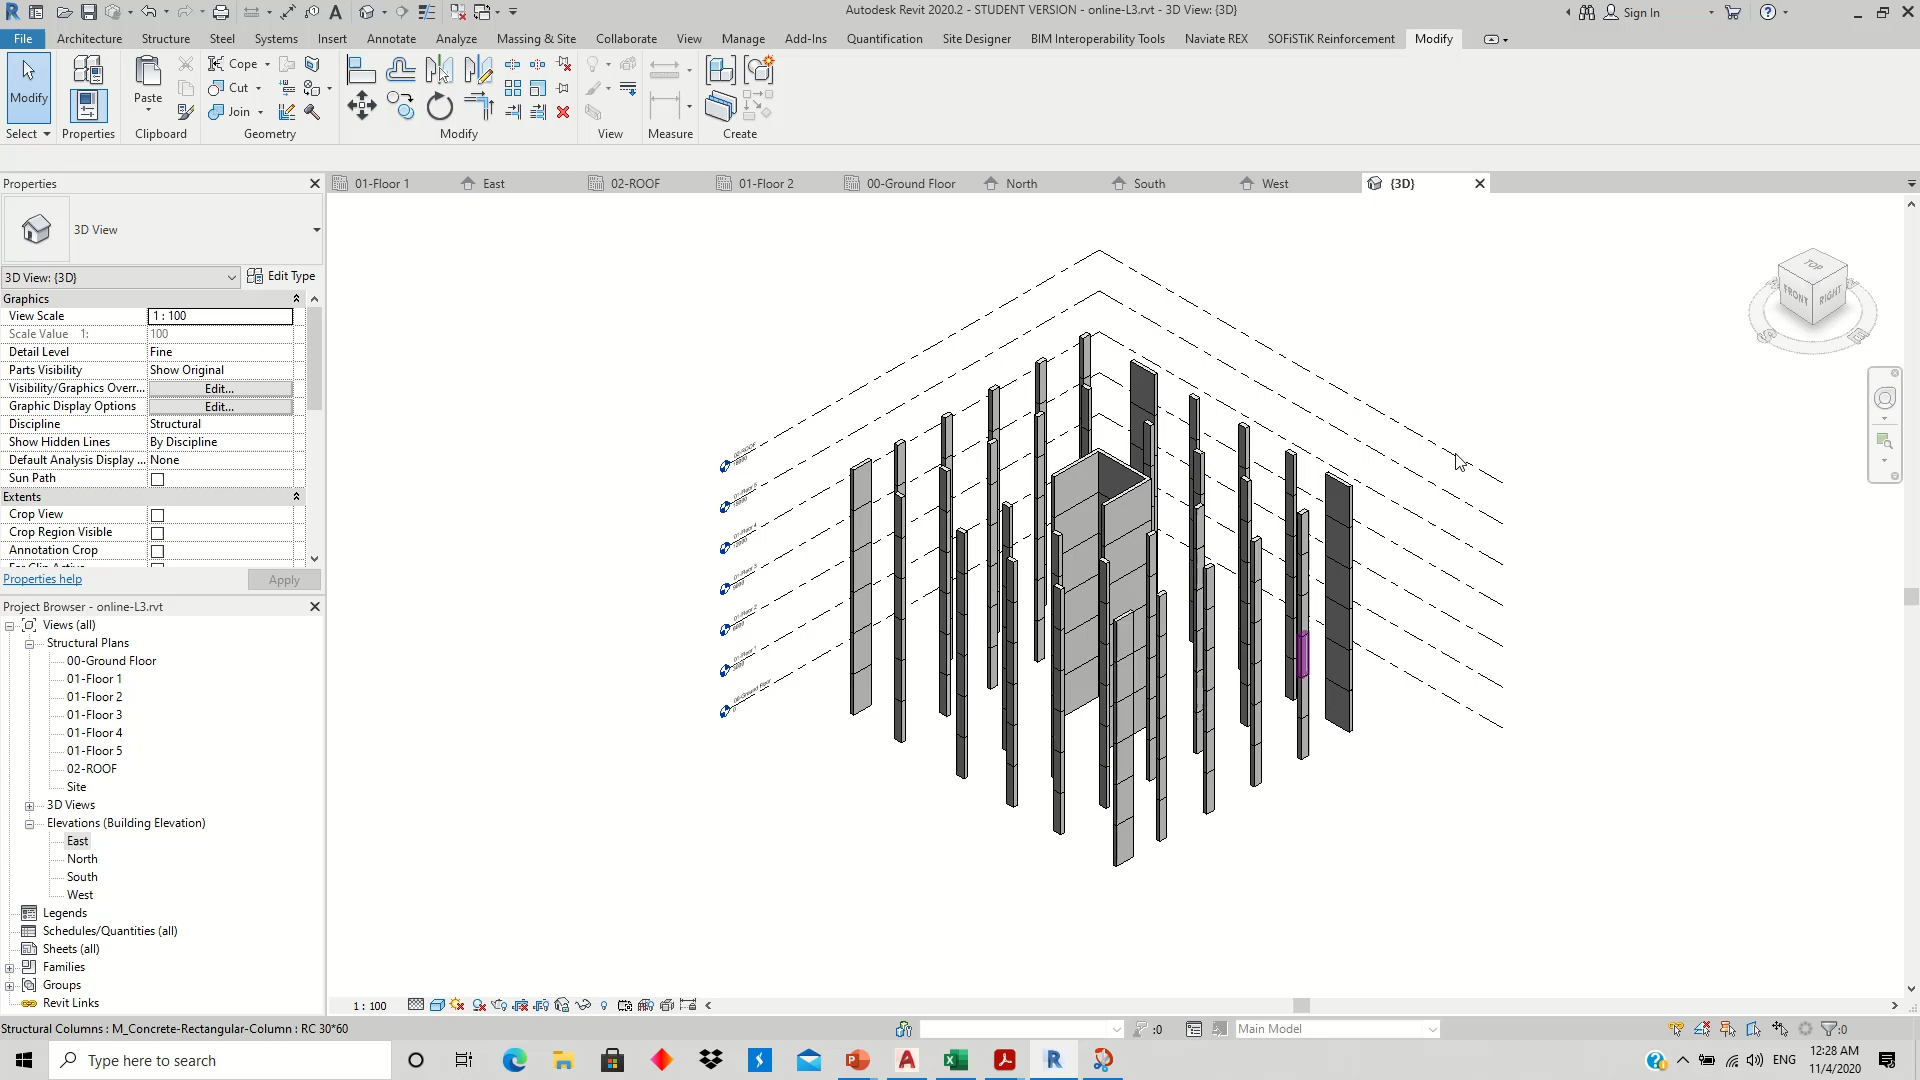 Autodesk Revit 2020.2 - STUDENT VERSION - online-L3.rvt - 3D View: {3D}
Sign In
File
Architecture
Structure
Steel
Systems
Insert
Annotate
Analyze
Massing & Site
Collaborate
View
Manage
Add-Ins
Quantification
Site Designer
BIM Interoperability Tools
Naviate REX
SOFiSTiK Reinforcement
Modify
Modify
Paste
Cope
Cut
Join
Select
Properties
Clipboard
Geometry
Modify
View
Measure
Create
Properties
01-Floor 1
East
02-ROOF
01-Floor 2
00-Ground Floor
North
South
West
{3D}
3D View
3D View: {3D}
Edit Type
Graphics
View Scale 1 : 100
Scale Value 1: 100
Detail Level Fine
Parts Visibility Show Original
Visibility/Graphics Overr... Edit...
Graphic Display Options Edit...
Discipline Structural
Show Hidden Lines By Discipline
Default Analysis Display ... None
Sun Path
Extents
Crop View
Crop Region Visible
Annotation Crop
Properties help
Apply
Project Browser - online-L3.rvt
Views (all)
Structural Plans
00-Ground Floor
01-Floor 1
01-Floor 2
01-Floor 3
01-Floor 4
01-Floor 5
02-ROOF
Site
3D Views
Elevations (Building Elevation)
East
North
South
West
Legends
Schedules/Quantities (all)
Sheets (all)
Families
Groups
Revit Links
TOP
FRONT
RIGHT
1 : 100
Structural Columns : M_Concrete-Rectangular-Column : RC 30*60
:0
Main Model
:0
Type here to search
ENG
12:28 AM
11/4/2020